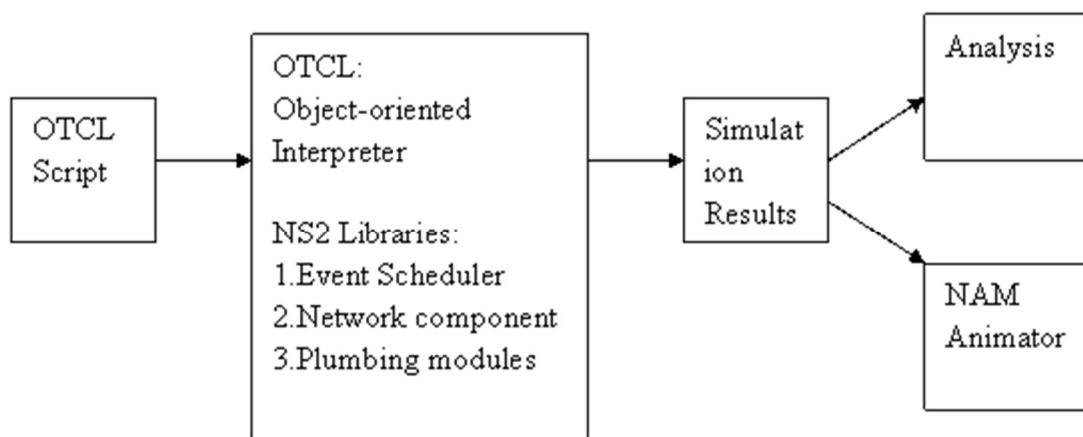 OTCL
Script
OTCL:
Object-oriented
Interpreter
NS2 Libraries:
1.Event Scheduler
2.Network component
3.Plumbing modules
Simulat
ion
Results
Analysis
NAM
Animator